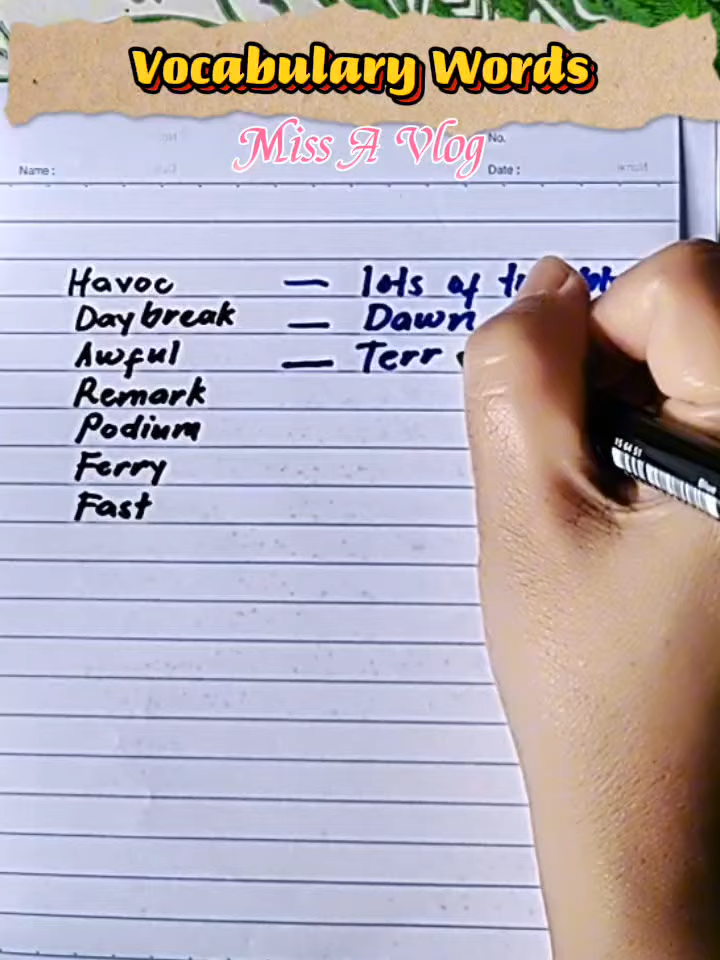 Vocabulary Words
Miss A Vlog
No.
Name :
Date :
Havoc — lots of
Daybreak — Dawn
Awful — Terr
Remark
Podium
Ferry
Fast